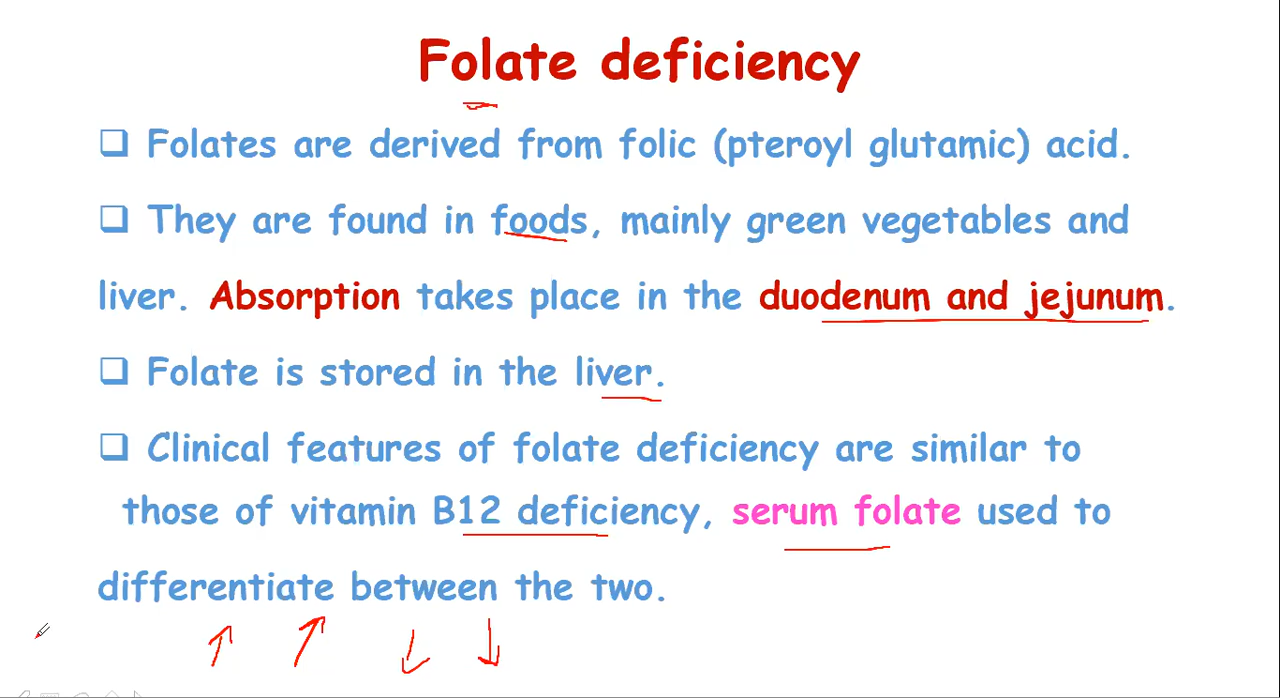 Folate deficiency
❑ Folates are derived from folic (pteroyl glutamic) acid.
❑ They are found in foods, mainly green vegetables and
liver. Absorption takes place in the duodenum and jejunum.
❑ Folate is stored in the liver.
❑ Clinical features of folate deficiency are similar to
those of vitamin B12 deficiency, serum folate used to
differentiate between the two.
↑ ↑ ↓ ↓